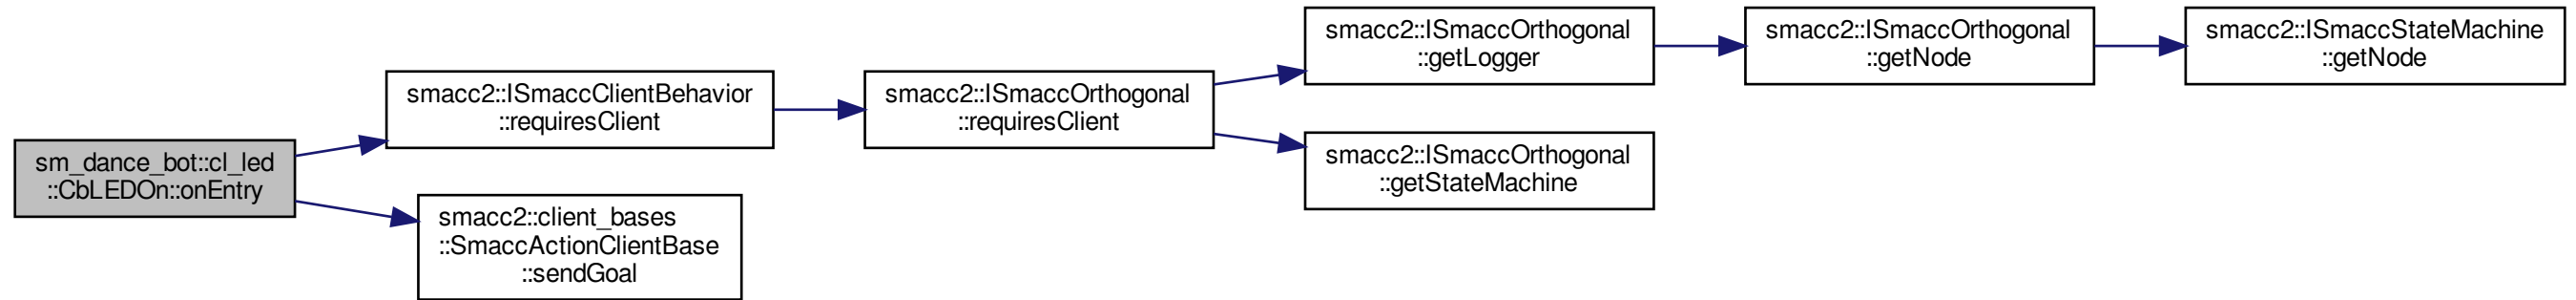 sm_dance_bot::cl_led
::CbLEDOn::onEntry
smacc2::ISmaccClientBehavior
::requiresClient
smacc2::ISmaccOrthogonal
::requiresClient
smacc2::ISmaccOrthogonal
::getLogger
smacc2::ISmaccOrthogonal
::getNode
smacc2::ISmaccStateMachine
::getNode
smacc2::ISmaccOrthogonal
::getStateMachine
smacc2::client_bases
::SmaccActionClientBase
::sendGoal